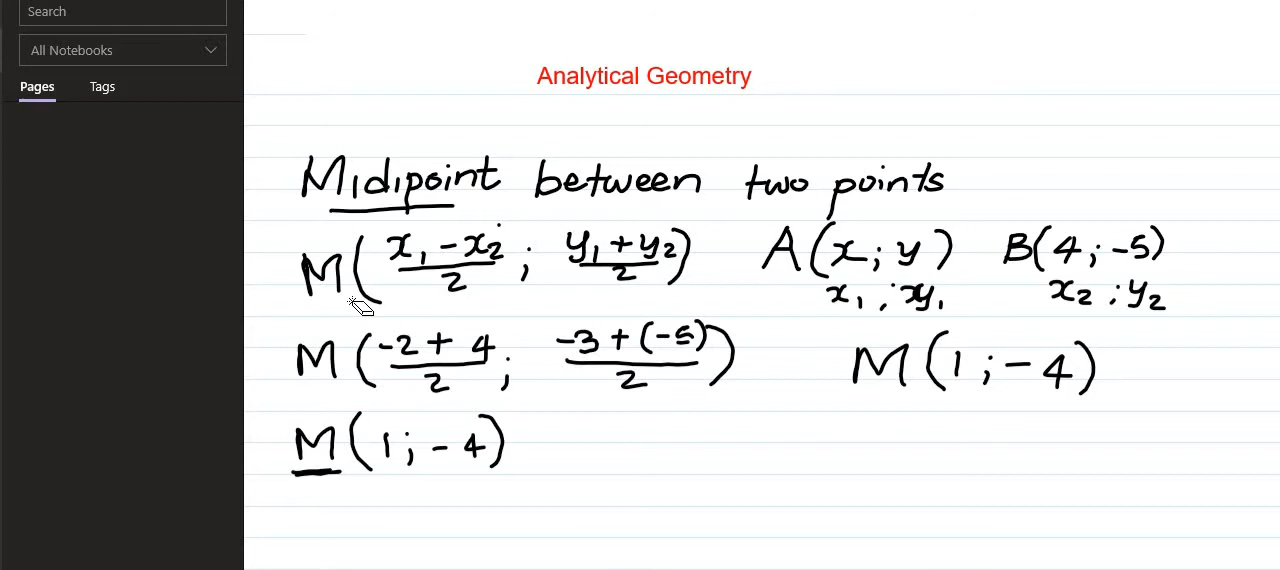 Search
All Notebooks
Pages Tags
Analytical Geometry
Midpoint between two points
M(x₁ - x₂/2 ; y₁ + y₂/2) A(x ; y) B(4 ; -5)
x₁ ; xy₁ x₂ ; y₂
M(-2 + 4/2 ; -3 + (-5)/2) M(1 ; -4)
M(1 ; -4)